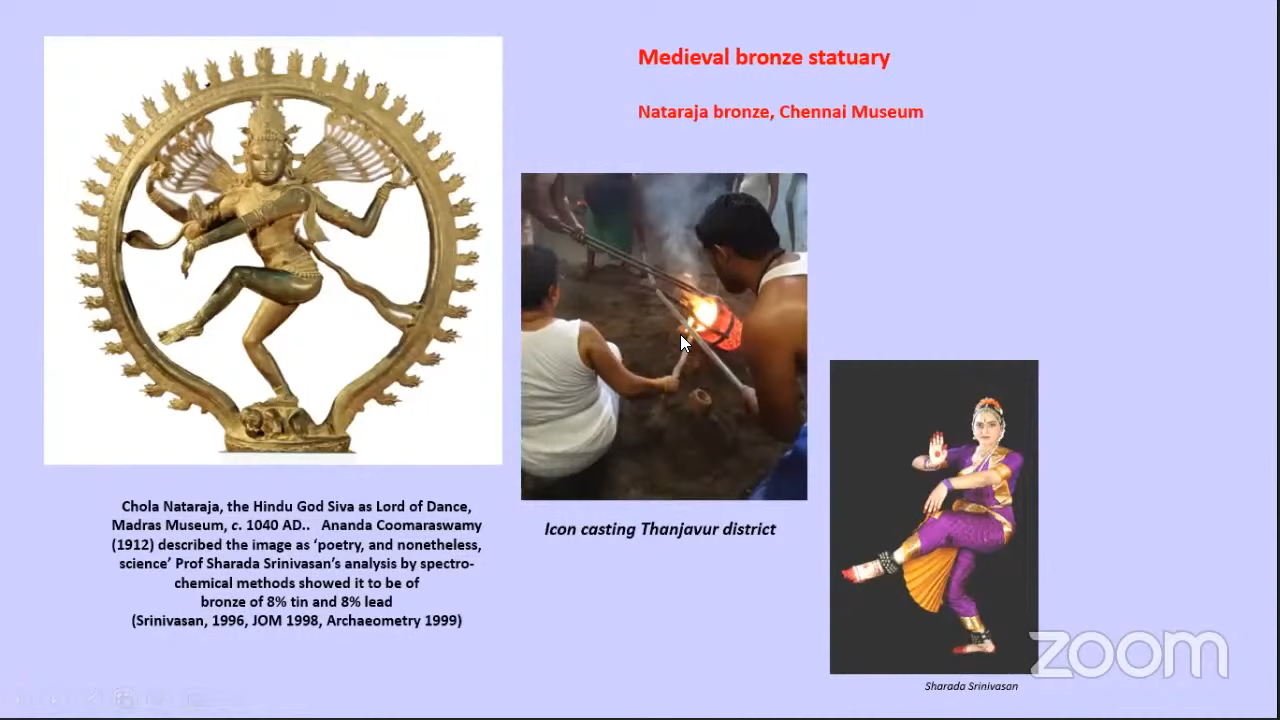 Medieval bronze statuary
Nataraja bronze, Chennai Museum
Chola Nataraja, the Hindu God Siva as Lord of Dance,
Madras Museum, c. 1040 AD.. Ananda Coomaraswamy
(1912) described the image as ‘poetry, and nonetheless,
science’ Prof Sharada Srinivasan’s analysis by spectro-
chemical methods showed it to be of
bronze of 8% tin and 8% lead
(Srinivasan, 1996, JOM 1998, Archaeometry 1999)
Icon casting Thanjavur district
Sharada Srinivasan
zoom